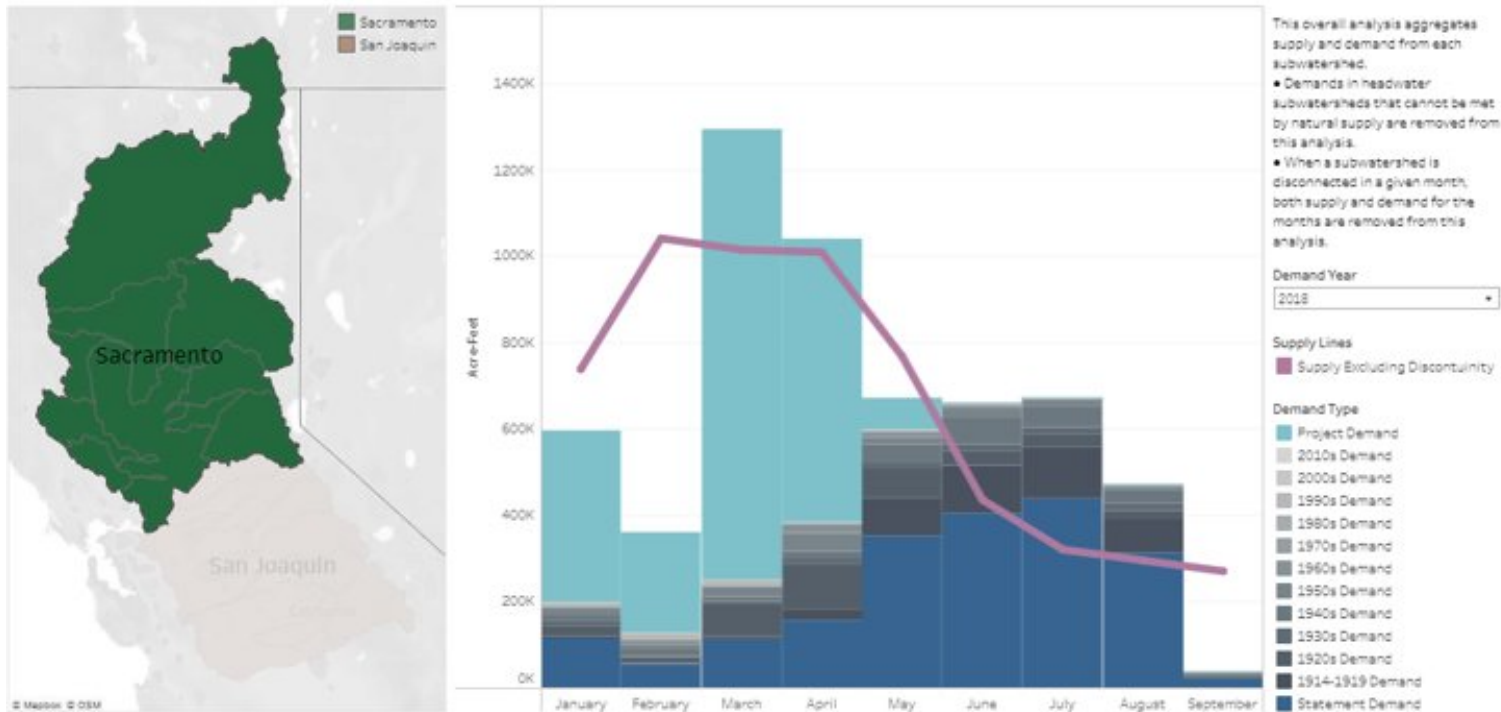 Sacramento
San Joaquin
Sacramento
San Joaquin
© Mapbox © OSM
1400K
1200K
1000K
800K
600K
400K
200K
0K
Acre-Feet
January February March April May June July August September
This overall analysis aggregates
supply and demand from each
subwatershed.
● Demands in headwater
subwatersheds that cannot be met
by natural supply are removed from
this analysis.
● When a subwatershed is
disconnected in a given month,
both supply and demand for the
months are removed from this
analysis.
Demand Year
2018
Supply Lines
Supply Excluding Discontuinity
Demand Type
Project Demand
2010s Demand
2000s Demand
1990s Demand
1980s Demand
1970s Demand
1960s Demand
1950s Demand
1940s Demand
1930s Demand
1920s Demand
1914-1919 Demand
Statement Demand